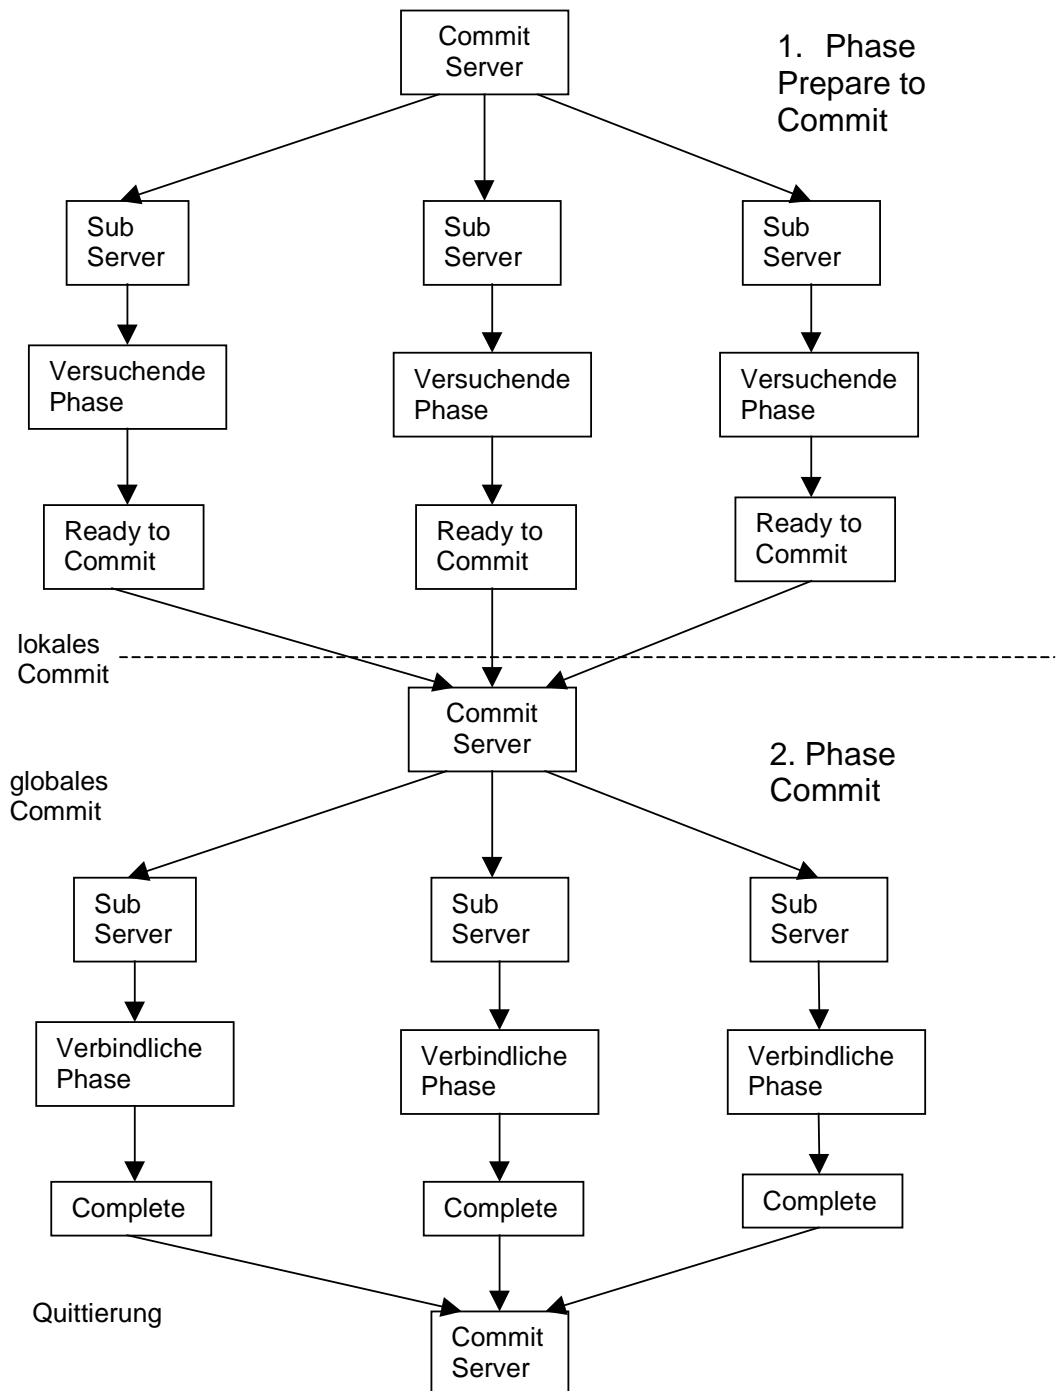 Commit
Server
1. Phase
Prepare to
Commit
Sub
Server
Sub
Server
Sub
Server
Versuchende
Phase
Versuchende
Phase
Versuchende
Phase
Ready to
Commit
Ready to
Commit
Ready to
Commit
lokales
Commit
Commit
Server
2. Phase
Commit
globales
Commit
Sub
Server
Sub
Server
Sub
Server
Verbindliche
Phase
Verbindliche
Phase
Verbindliche
Phase
Complete
Complete
Complete
Quittierung
Commit
Server